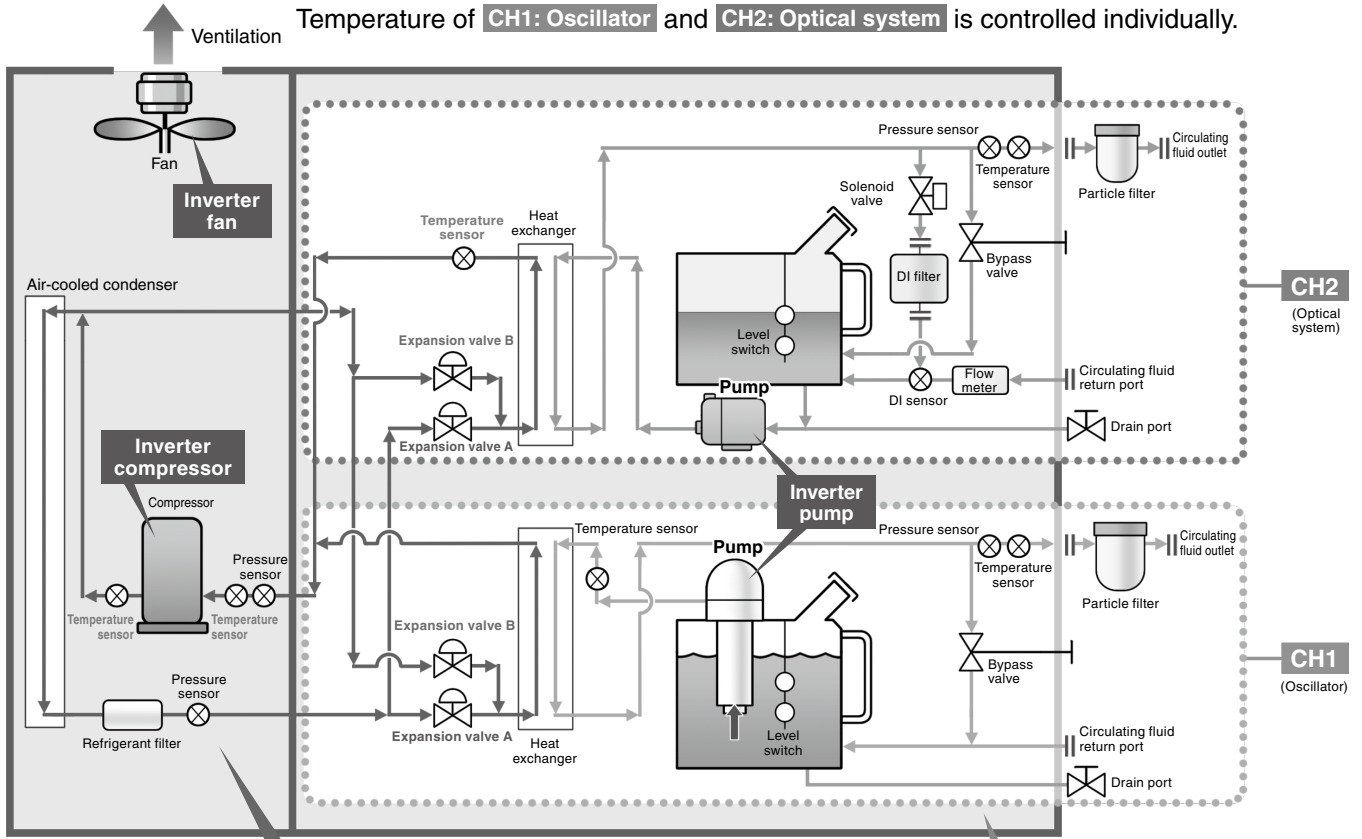 Temperature of CH1: Oscillator and CH2: Optical system is controlled individually.
Ventilation
Fan
Inverter
fan
Air-cooled condenser
Inverter
compressor
Compressor
Pressure
sensor
Temperature
sensor
Temperature
sensor
Pressure
sensor
Refrigerant filter
Temperature
sensor
Heat
exchanger
Expansion valve B
Expansion valve A
Pressure sensor
Temperature
sensor
Solenoid
valve
DI filter
Bypass
valve
Level
switch
Pump
DI sensor
Flow
meter
Particle filter
Circulating
fluid outlet
Circulating fluid
return port
Drain port
CH2
(Optical
system)
Inverter
pump
Temperature sensor
Pump
Pressure sensor
Temperature
sensor
Particle filter
Circulating
fluid outlet
Expansion valve B
Expansion valve A
Heat
exchanger
Level
switch
Bypass
valve
Circulating fluid
return port
Drain port
CH1
(Oscillator)